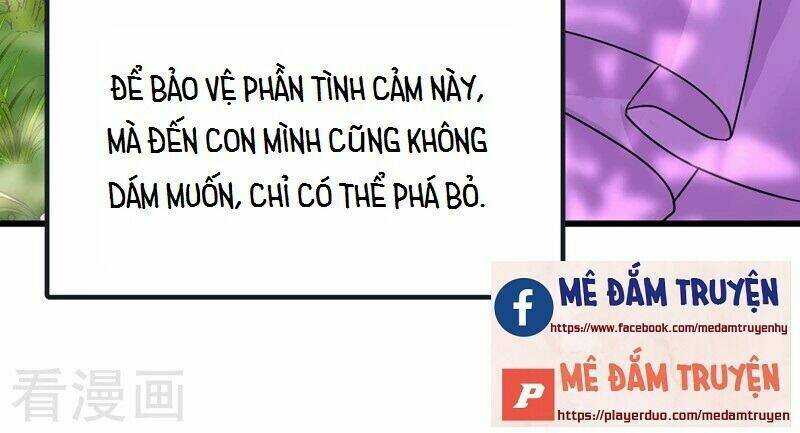 ĐỂ BẢO VỆ PHẦN TÌNH CẢM NÀY,
MÀ ĐẾN CON MÌNH CŨNG KHÔNG
DÁM MUỐN, CHỈ CÓ THỂ PHÁ BỎ.
MÊ ĐẮM TRUYỆN
https://www.facebook.com/medamtruyenhy
P MÊ ĐẮM TRUYỆN
https://playerduo.com/medamtruyen
看漫画